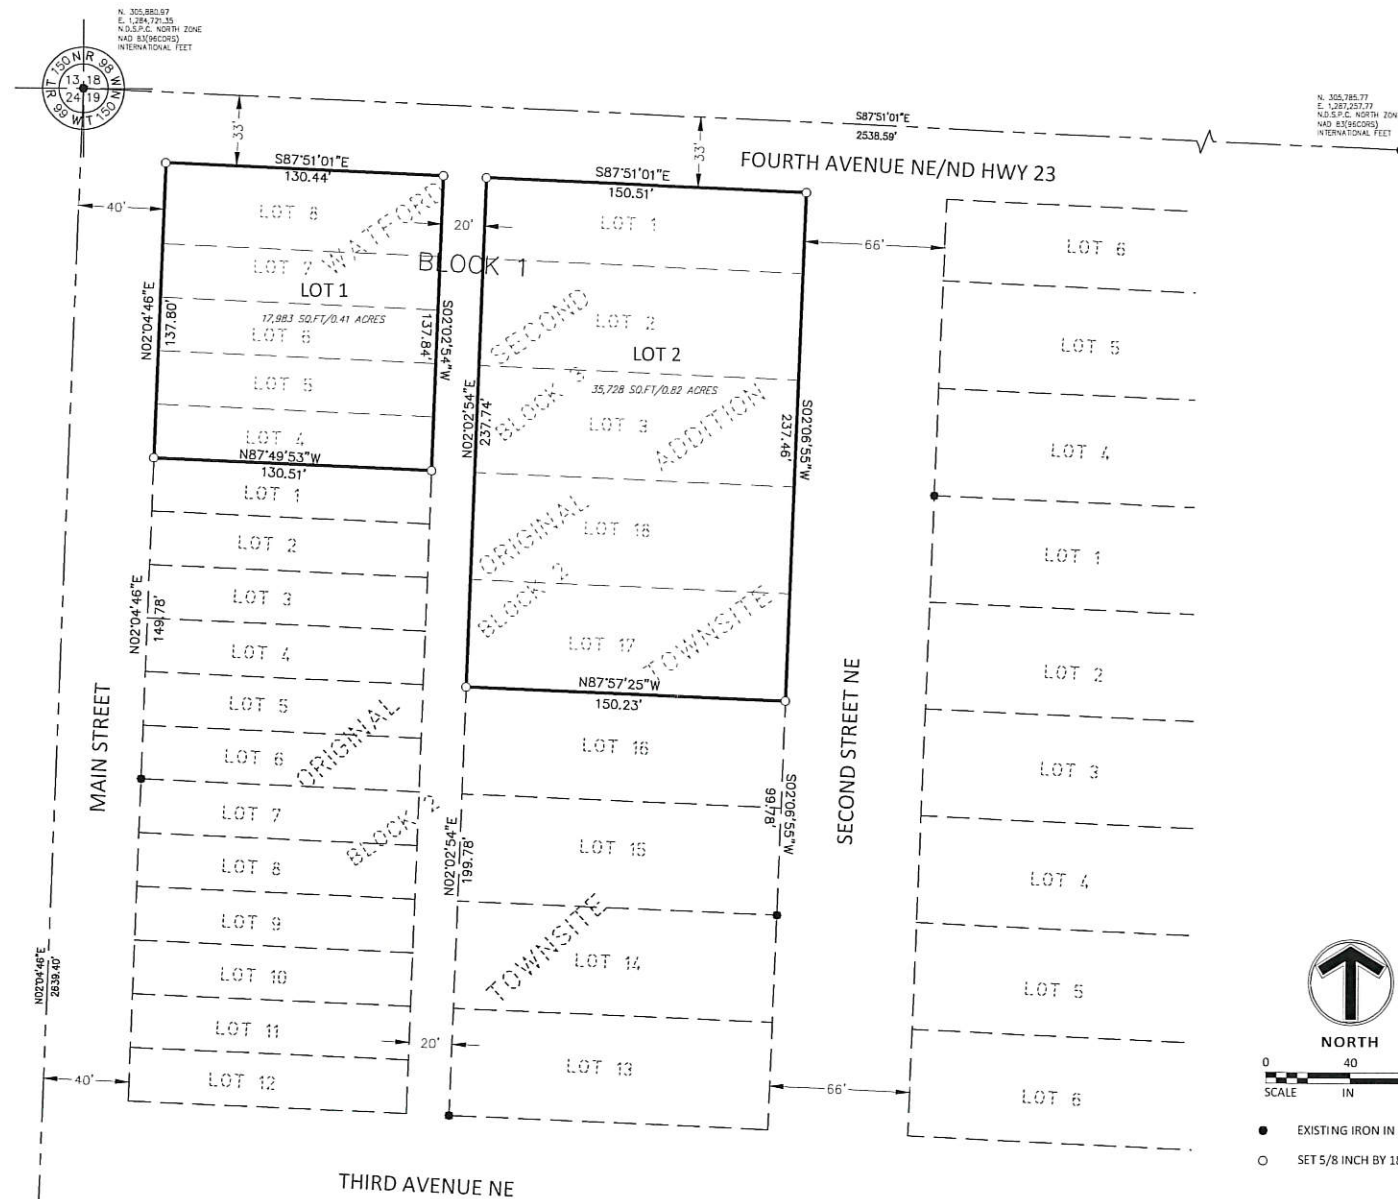 N. 305,880.97
E. 1,284,721.35
N.D.S.P.C. NORTH ZONE
NAD 83(96CORS)
INTERNATIONAL FEET
T 150 N R 98 W
13 18
24 19
R 99 W T 150 N
N. 305,785.77
E. 1,287,257.77
N.D.S.P.C. NORTH ZON
NAD 83(96CORS)
INTERNATIONAL FEET
S87°51'01"E
2538.59'
33'
33'
FOURTH AVENUE NE/ND HWY 23
S87°51'01"E
130.44'
S87°51'01"E
150.51'
40'
20'
66'
BLOCK 1
LOT 8
LOT 7
LOT 1
17,983 SQ.FT/0.41 ACRES
LOT 6
LOT 5
LOT 4
N02°04'46"E
137.80'
S02°02'54"W
137.84'
N87°49'53"W
130.51'
WATFORD
SECOND
BLOCK 3
ADDITION
LOT 1
LOT 2
LOT 2
35,728 SQ.FT/0.82 ACRES
LOT 3
LOT 18
LOT 17
N02°02'54"E
237.74'
S02°06'55"W
237.46'
ORIGINAL
BLOCK 2
TOWNSITE
N87°57'25"W
150.23'
LOT 6
LOT 5
LOT 4
LOT 1
LOT 2
LOT 3
LOT 4
LOT 5
LOT 6
LOT 1
LOT 2
LOT 3
LOT 4
LOT 5
LOT 6
LOT 7
LOT 8
LOT 9
LOT 10
LOT 11
LOT 12
N02°04'46"E
149.78'
MAIN STREET
ORIGINAL
BLOCK 2
TOWNSITE
LOT 16
LOT 15
LOT 14
LOT 13
N02°02'54"E
199.78'
S02°06'55"W
99.78'
SECOND STREET NE
N02°04'46"E
2639.40'
40'
20'
66'
THIRD AVENUE NE
NORTH
0 40
SCALE IN
EXISTING IRON IN
SET 5/8 INCH BY 18